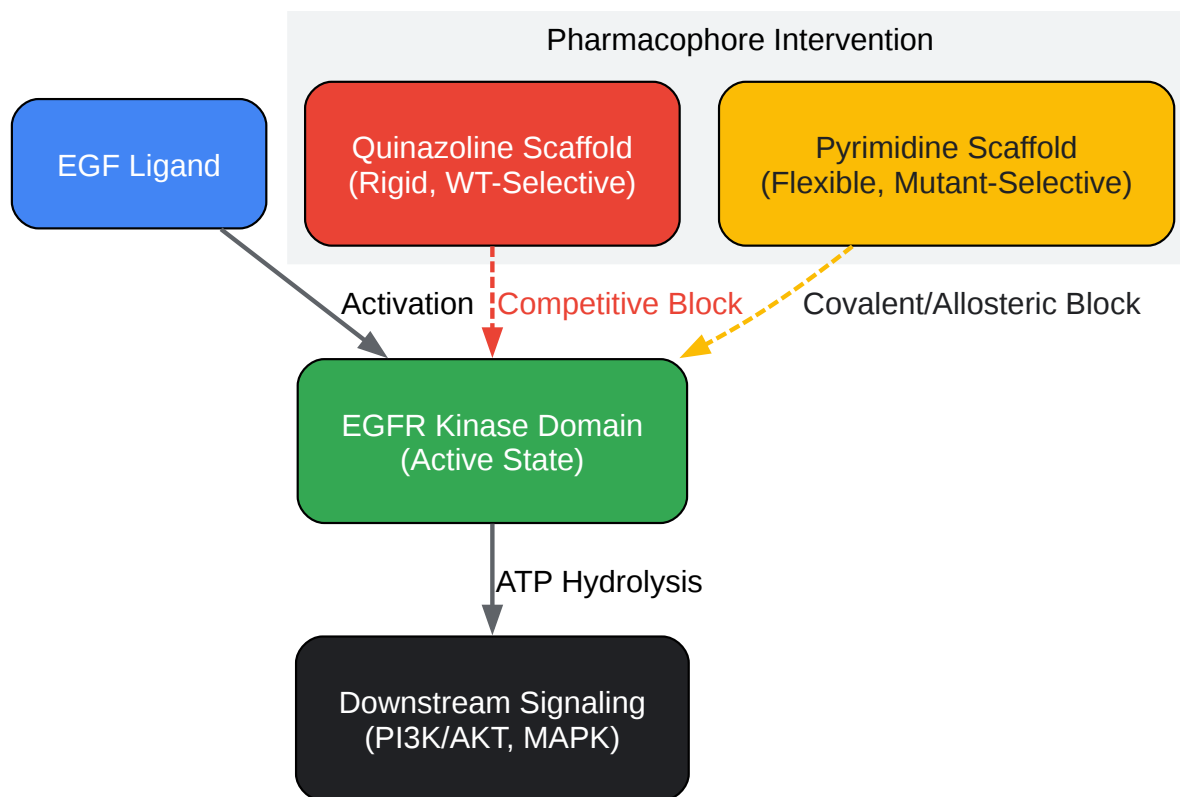 Pharmacophore Intervention
EGF Ligand
Quinazoline Scaffold
(Rigid, WT-Selective)
Pyrimidine Scaffold
(Flexible, Mutant-Selective)
Activation
Competitive Block
Covalent/Allosteric Block
EGFR Kinase Domain
(Active State)
ATP Hydrolysis
Downstream Signaling
(PI3K/AKT, MAPK)